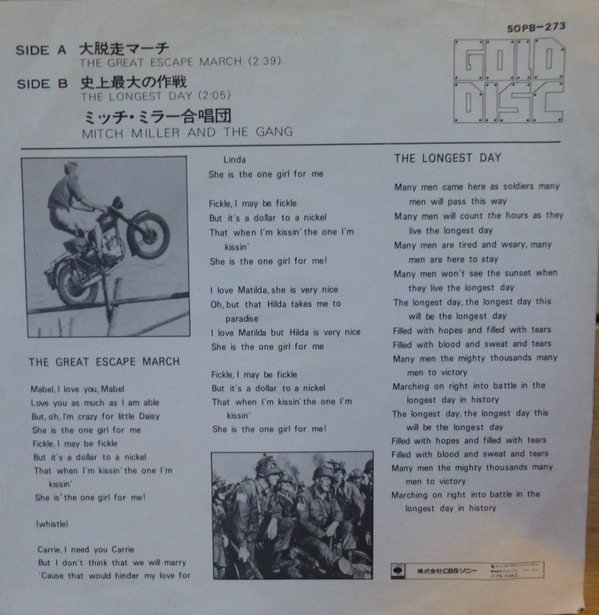 SOPB-273
SIDE A 大脱走マーチ
THE GREAT ESCAPE MARCH (2:39)
SIDE B 史上最大の作戦
THE LONGEST DAY (2:05)
ミッチ・ミラー合唱団
MITCH MILLER AND THE GANG
GOLD
DISC
THE GREAT ESCAPE MARCH
Mabel, I love you, Mabel
Love you as much as I am able
But, oh, I'm crazy for little Daisy
She is the one girl for me
Fickle, I may be fickle
But it's a dollar to a nickel
That when I'm kissin' the one I'm
kissin'
She is' the one girl for me!
(whistle)
Carrie, I need you Carrie
But I don't think that we will marry
'Cause that would hinder my love for
Linda
She is the one girl for me
Fickle, I may be fickle
But it's a dollar to a nickel
That when I'm kissin' the one I'm
kissin'
She is the one girl for me!
I love Matilda, she is very nice
Oh, but that Hilda takes me to
paradise
I love Matilda but Hilda is very nice
She is the one girl for me
Fickle, I may be fickle
But it's a dollar to a nickel
That when I'm kissin' the one I'm
kissin'
She is the one girl for me!
THE LONGEST DAY
Many men came here as soldiers many
men will pass this way
Many men will count the hours as they
live the longest day
Many men are tired and weary, many
men are here to stay
Many men won't see the sunset when
they live the longest day
The longest day, the longest day this
will be the longest day
Filled with hopes and filled with tears
Filled with blood and sweat and tears
Many men the mighty thousands many
men to victory
Marching on right into battle in the
longest day in history
The longest day, the longest day this
will be the longest day
Filled with hopes and filled with tears
Filled with blood and sweat and tears
Many men the mighty thousands many
men to victory
Marching on right into battle in the
longest day in history
株式会社CBS・ソニー